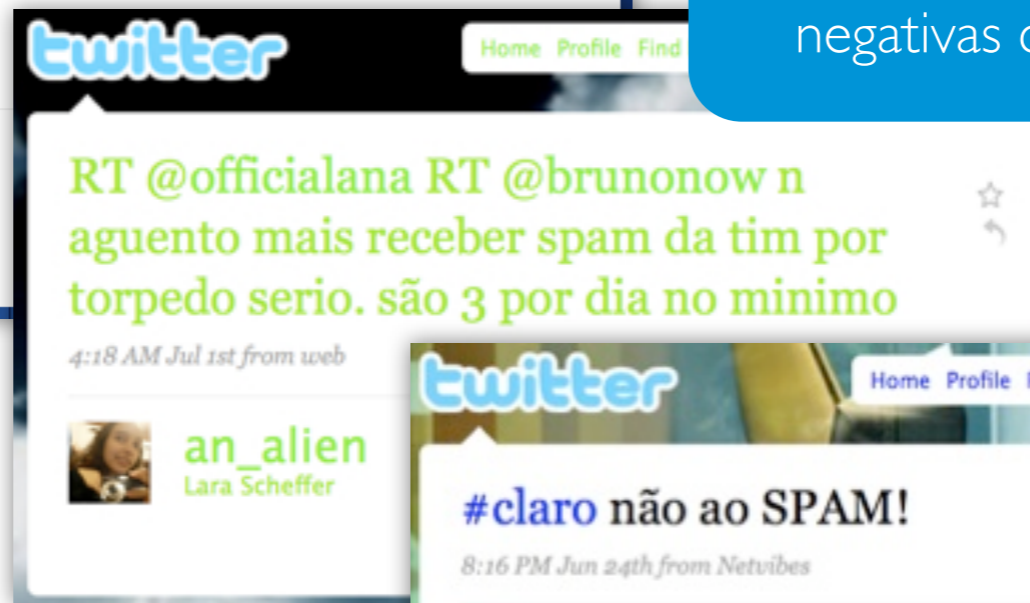 negativas
twitter
Home Profile Find
RT @officialana RT @brunonow n
aguento mais receber spam da tim por
torpedo serio. são 3 por dia no minimo
4:18 AM Jul 1st from web
an_alien
Lara Scheffer
twitter
Home Profile
#claro não ao SPAM!
8:16 PM Jun 24th from Netvibes